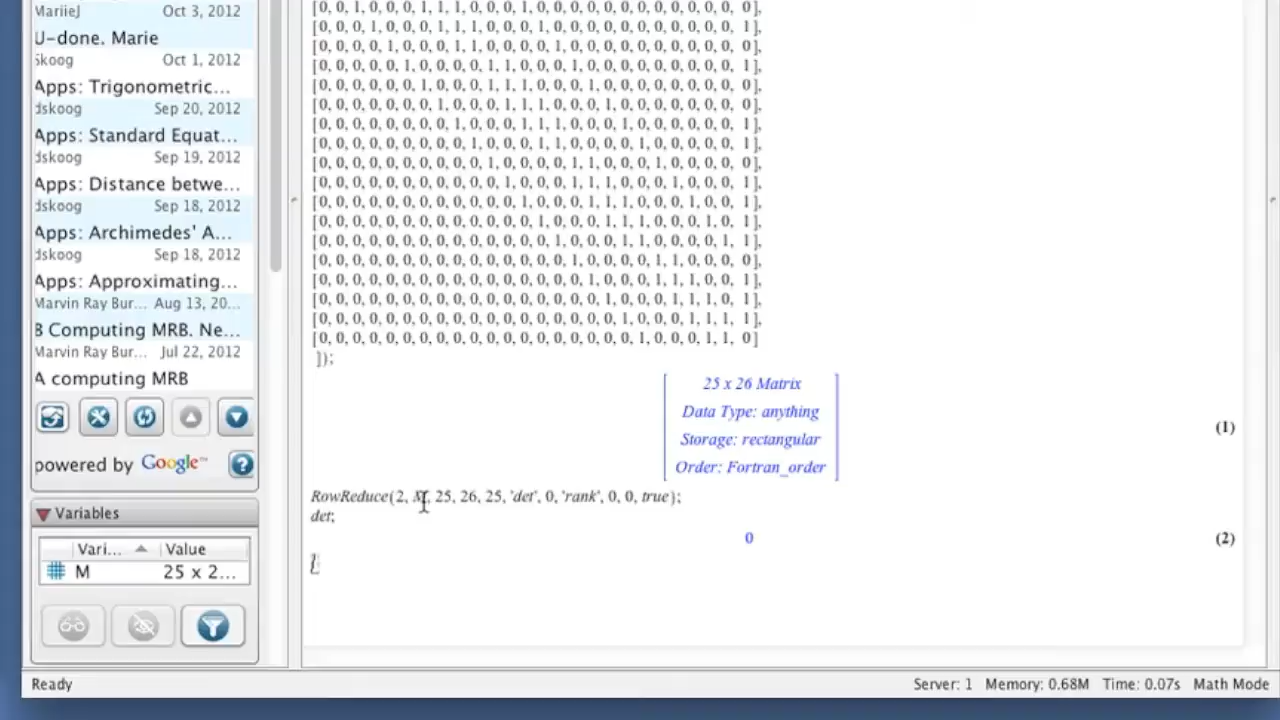 MariieJ Oct 3, 2012
U-done. Marie
Skoog Oct 1, 2012
Apps: Trigonometric...
dskoog Sep 20, 2012
Apps: Standard Equat...
dskoog Sep 19, 2012
Apps: Distance betwe...
dskoog Sep 18, 2012
Apps: Archimedes' A...
dskoog Sep 18, 2012
Apps: Approximating...
Marvin Ray Bur... Aug 13, 20...
B Computing MRB. Ne...
Marvin Ray Bur... Jul 22, 2012
A computing MRB
powered by Google™
Variables
Vari... Value
M 25 x 2...
[0, 0, 1, 0, 0, 0, 1, 1, 1, 0, 0, 0, 1, 0, 0, 0, 0, 0, 0, 0, 0, 0, 0, 0, 0, 0],
[0, 0, 0, 1, 0, 0, 0, 1, 1, 1, 0, 0, 0, 1, 0, 0, 0, 0, 0, 0, 0, 0, 0, 0, 0, 1],
[0, 0, 0, 0, 1, 0, 0, 0, 1, 1, 0, 0, 0, 0, 1, 0, 0, 0, 0, 0, 0, 0, 0, 0, 0, 0],
[0, 0, 0, 0, 0, 1, 0, 0, 0, 0, 1, 1, 0, 0, 0, 1, 0, 0, 0, 0, 0, 0, 0, 0, 0, 1],
[0, 0, 0, 0, 0, 0, 1, 0, 0, 0, 1, 1, 1, 0, 0, 0, 1, 0, 0, 0, 0, 0, 0, 0, 0, 0],
[0, 0, 0, 0, 0, 0, 0, 1, 0, 0, 0, 1, 1, 1, 0, 0, 0, 1, 0, 0, 0, 0, 0, 0, 0, 0],
[0, 0, 0, 0, 0, 0, 0, 0, 1, 0, 0, 0, 1, 1, 1, 0, 0, 0, 1, 0, 0, 0, 0, 0, 0, 1],
[0, 0, 0, 0, 0, 0, 0, 0, 0, 1, 0, 0, 0, 1, 1, 0, 0, 0, 0, 1, 0, 0, 0, 0, 0, 1],
[0, 0, 0, 0, 0, 0, 0, 0, 0, 0, 1, 0, 0, 0, 0, 1, 1, 0, 0, 0, 1, 0, 0, 0, 0, 0],
[0, 0, 0, 0, 0, 0, 0, 0, 0, 0, 0, 1, 0, 0, 0, 1, 1, 1, 0, 0, 0, 1, 0, 0, 0, 1],
[0, 0, 0, 0, 0, 0, 0, 0, 0, 0, 0, 0, 1, 0, 0, 0, 1, 1, 1, 0, 0, 0, 1, 0, 0, 1],
[0, 0, 0, 0, 0, 0, 0, 0, 0, 0, 0, 0, 0, 1, 0, 0, 0, 1, 1, 1, 0, 0, 0, 1, 0, 1],
[0, 0, 0, 0, 0, 0, 0, 0, 0, 0, 0, 0, 0, 0, 1, 0, 0, 0, 1, 1, 0, 0, 0, 0, 1, 1],
[0, 0, 0, 0, 0, 0, 0, 0, 0, 0, 0, 0, 0, 0, 0, 1, 0, 0, 0, 0, 1, 1, 0, 0, 0, 0],
[0, 0, 0, 0, 0, 0, 0, 0, 0, 0, 0, 0, 0, 0, 0, 0, 1, 0, 0, 0, 1, 1, 1, 0, 0, 1],
[0, 0, 0, 0, 0, 0, 0, 0, 0, 0, 0, 0, 0, 0, 0, 0, 0, 1, 0, 0, 0, 1, 1, 1, 0, 1],
[0, 0, 0, 0, 0, 0, 0, 0, 0, 0, 0, 0, 0, 0, 0, 0, 0, 0, 1, 0, 0, 0, 1, 1, 1, 1],
[0, 0, 0, 0, 0, 0, 0, 0, 0, 0, 0, 0, 0, 0, 0, 0, 0, 0, 0, 1, 0, 0, 0, 1, 1, 0]
]);
25 x 26 Matrix
Data Type: anything
Storage: rectangular
Order: Fortran_order
(1)
RowReduce(2, M, 25, 26, 25, 'det', 0, 'rank', 0, 0, true);
det;
0 (2)
Ready
Server: 1 Memory: 0.68M Time: 0.07s Math Mode